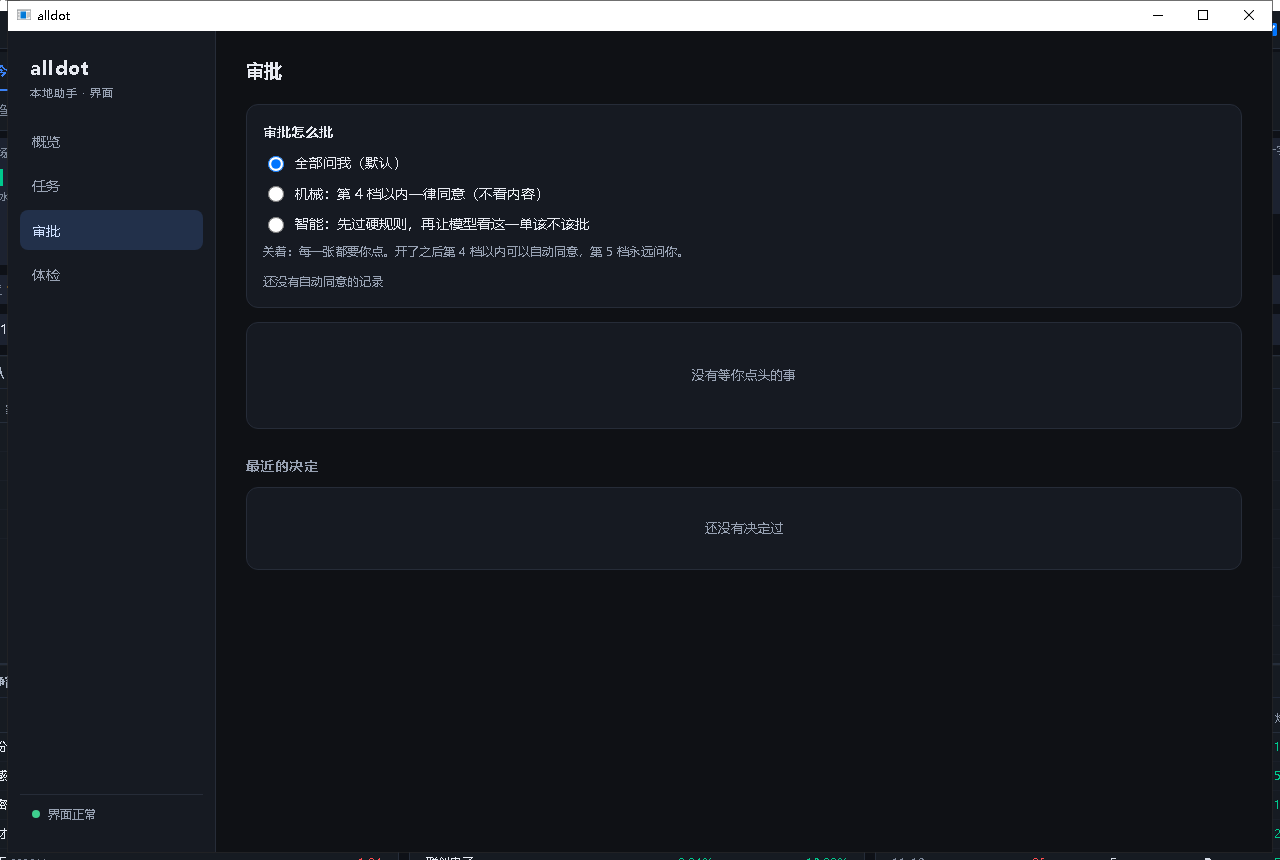 alldot
alldot
本地助手 · 界面
概览
任务
审批
体检
界面正常
审批
审批怎么批
全部问我（默认）
机械：第 4 档以内一律同意（不看内容）
智能：先过硬规则，再让模型看这一单该不该批
关着：每一张都要你点。开了之后第 4 档以内可以自动同意，第 5 档永远问你。
还没有自动同意的记录
没有等你点头的事
最近的决定
还没有决定过